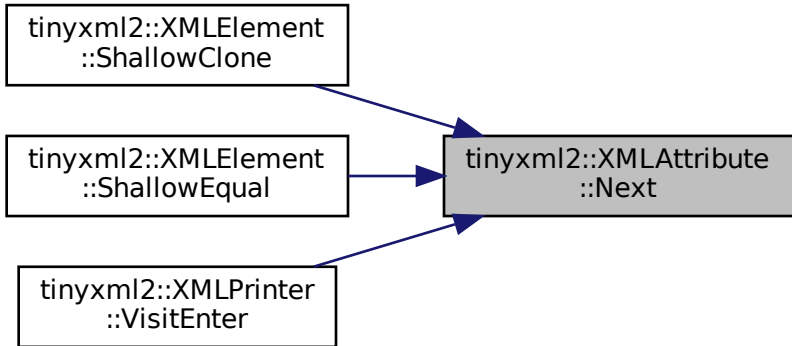 tinyxml2::XMLElement
::ShallowClone
tinyxml2::XMLElement
::ShallowEqual
tinyxml2::XMLPrinter
::VisitEnter
tinyxml2::XMLAttribute
::Next